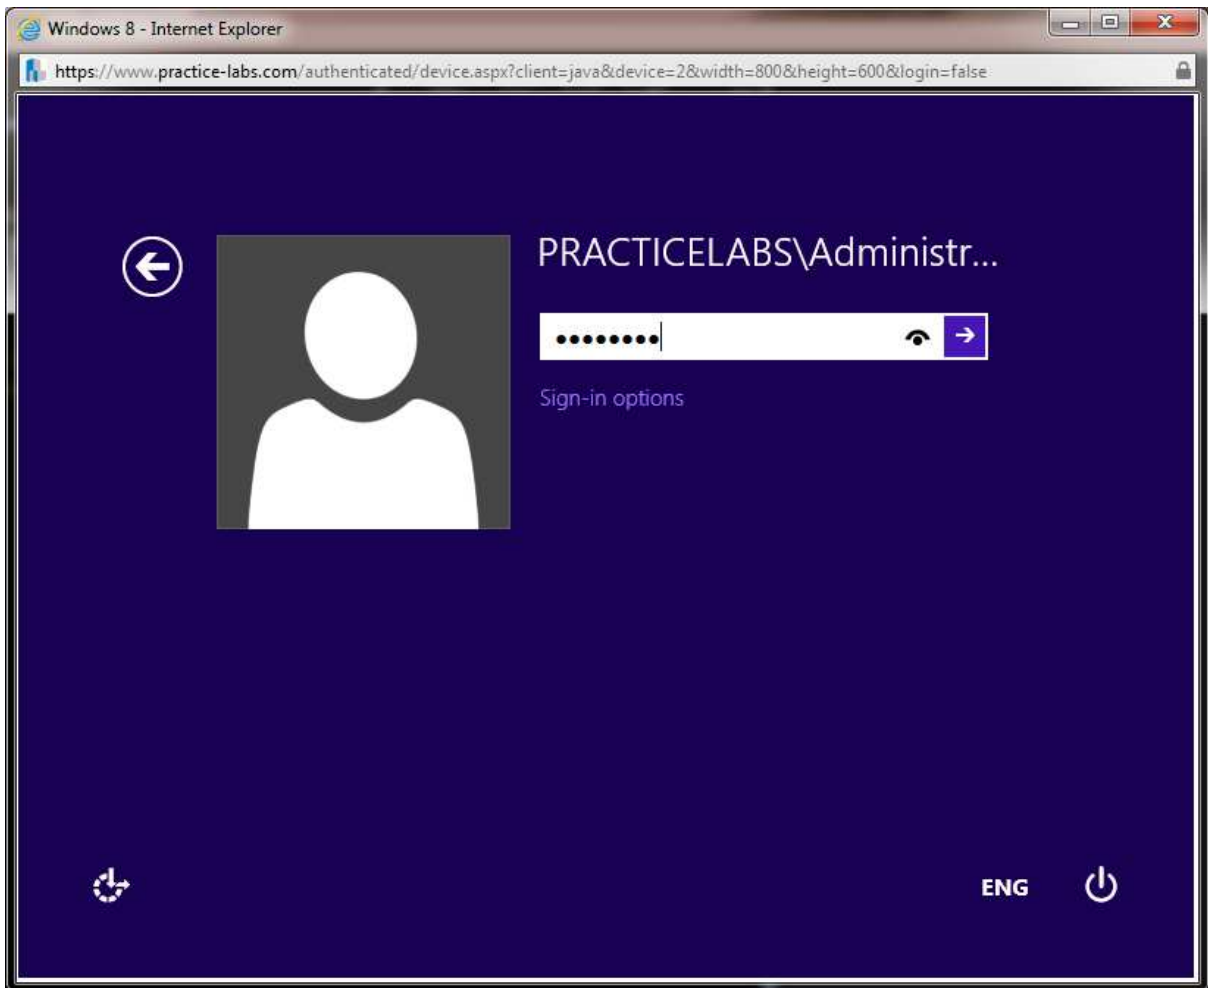 Windows 8 - Internet Explorer
https://www.practice-labs.com/authenticated/device.aspx?client=java&device=2&width=800&height=600&login=false
PRACTICELABS\Administr...
••••••••
Sign-in options
ENG